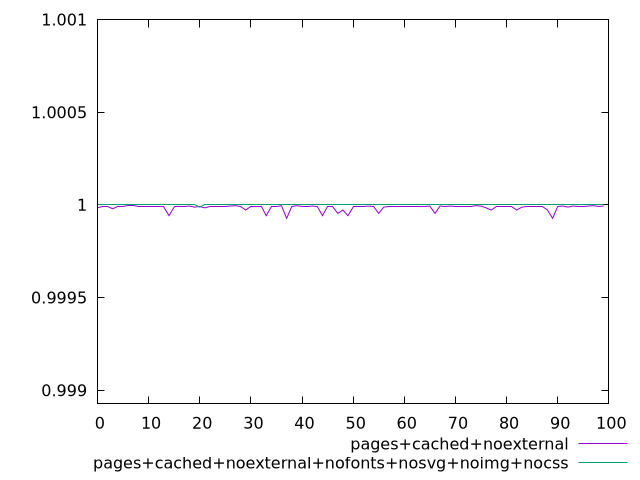 1.001
1.0005
1
0.9995
0.999
0 10 20 30 40 50 60 70 80 90 100
pages+cached+noexternal
pages+cached+noexternal+nofonts+nosvg+noimg+nocss